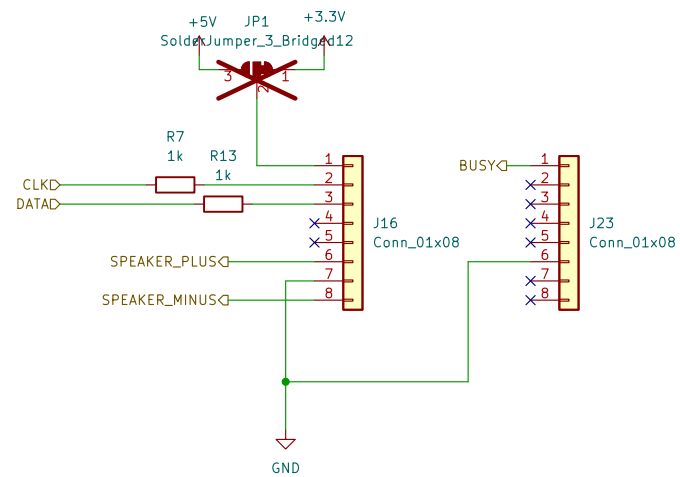 +5V
JP1
+3.3V
SolderJumper_3_Bridged12
3
2
1
R7
1k
R13
1k
CLK
DATA
1
2
3
4
5
6
7
8
J16
Conn_01x08
SPEAKER_PLUS
SPEAKER_MINUS
BUSY
1
2
3
4
5
6
7
8
J23
Conn_01x08
GND